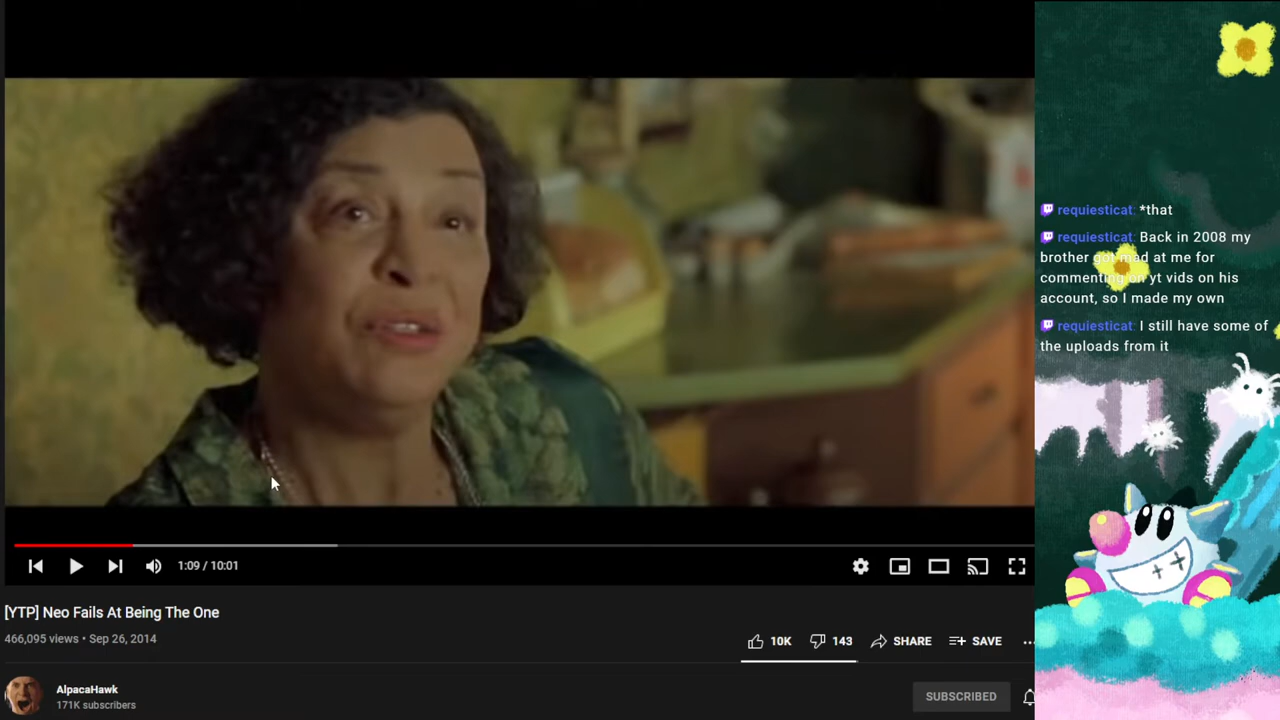 requiesticat: *that
requiesticat: Back in 2008 my
brother got mad at me for
commenting on yt vids on his
account, so I made my own
requiesticat: I still have some of
the uploads from it
1:09 / 10:01
[YTP] Neo Fails At Being The One
466,095 views • Sep 26, 2014
10K 143 SHARE SAVE
AlpacaHawk
171K subscribers
SUBSCRIBED